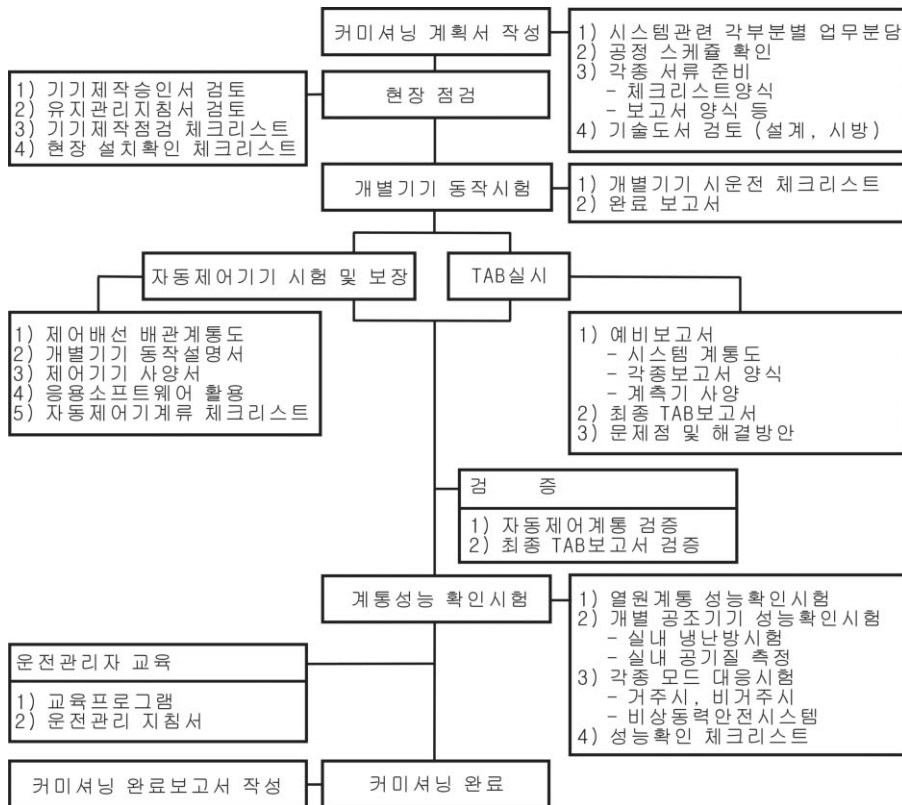 커미셔닝 계획서 작성
1) 시스템관련 각부분별 업무분담
2) 공정 스케쥴 확인
3) 각종 서류 준비
- 체크리스트양식
- 보고서 양식 등
4) 기술도서 검토 (설계, 시방)
현장 점검
1) 기기제작승인서 검토
2) 유지관리지침서 검토
3) 기기제작점검 체크리스트
4) 현장 설치확인 체크리스트
개별기기 동작시험
1) 개별기기 시운전 체크리스트
2) 완료 보고서
자동제어기기 시험 및 보장
TAB실시
1) 제어배선 배관계통도
2) 개별기기 동작설명서
3) 제어기기 사양서
4) 응용소프트웨어 활용
5) 자동제어기계류 체크리스트
1) 예비보고서
- 시스템 계통도
- 각종보고서 양식
- 계측기 사양
2) 최종 TAB보고서
3) 문제점 및 해결방안
검 증
1) 자동제어계통 검증
2) 최종 TAB보고서 검증
계통성능 확인시험
1) 열원계통 성능확인시험
2) 개별 공조기기 성능확인시험
- 실내 냉난방시험
- 실내 공기질 측정
3) 각종 모드 대응시험
- 거주시, 비거주시
- 비상동력안전시스템
4) 성능확인 체크리스트
운전관리자 교육
1) 교육프로그램
2) 운전관리 지침서
커미셔닝 완료보고서 작성
커미셔닝 완료